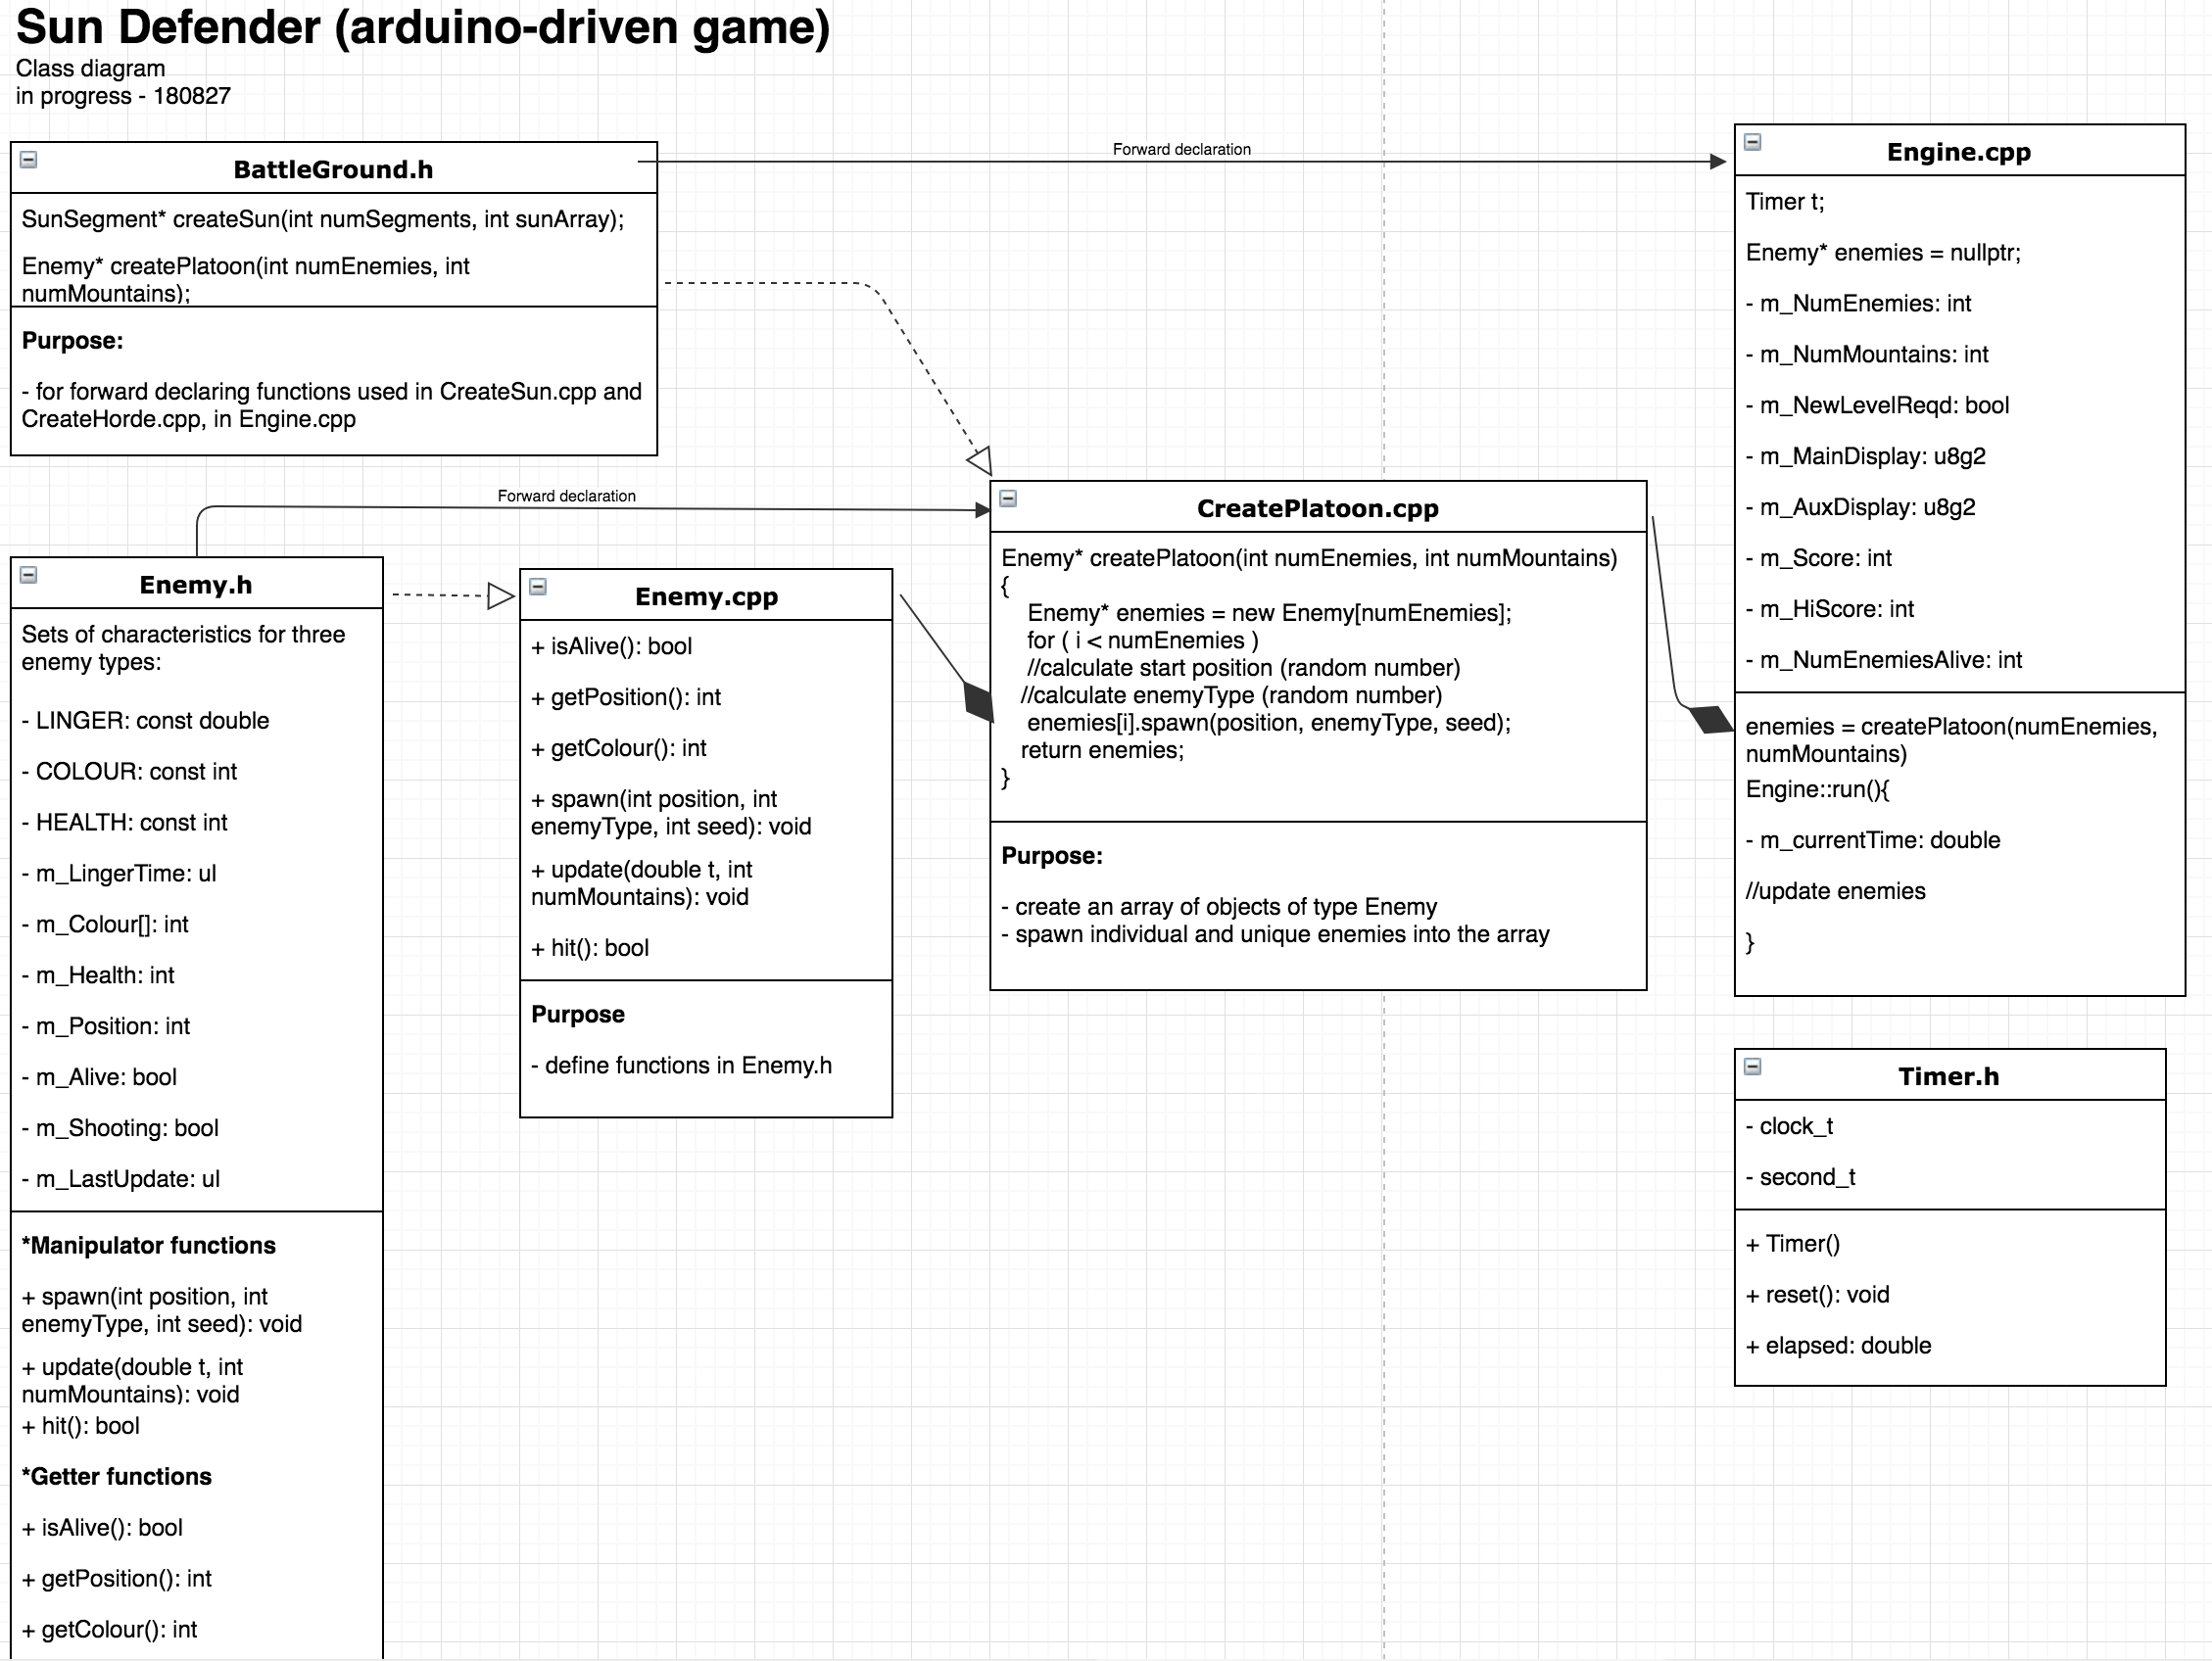 Sun Defender (arduino-driven game)
Class diagram
in progress - 180827
BattleGround.h
SunSegment* createSun(int numSegments, int sunArray);
Enemy* createPlatoon(int numEnemies, int
numMountains);
Purpose:
- for forward declaring functions used in CreateSun.cpp and
CreateHorde.cpp, in Engine.cpp
Forward declaration
Engine.cpp
Timer t;
Enemy* enemies = nullptr;
- m_NumEnemies: int
- m_NumMountains: int
- m_NewLevelReqd: bool
- m_MainDisplay: u8g2
- m_AuxDisplay: u8g2
- m_Score: int
- m_HiScore: int
- m_NumEnemiesAlive: int
enemies = createPlatoon(numEnemies,
numMountains)
Engine::run(){
- m_currentTime: double
//update enemies
}
Forward declaration
Enemy.h
Sets of characteristics for three
enemy types:
- LINGER: const double
- COLOUR: const int
- HEALTH: const int
- m_LingerTime: ul
- m_Colour[]: int
- m_Health: int
- m_Position: int
- m_Alive: bool
- m_Shooting: bool
- m_LastUpdate: ul
*Manipulator functions
+ spawn(int position, int
enemyType, int seed): void
+ update(double t, int
numMountains): void
+ hit(): bool
*Getter functions
+ isAlive(): bool
+ getPosition(): int
+ getColour(): int
Enemy.cpp
+ isAlive(): bool
+ getPosition(): int
+ getColour(): int
+ spawn(int position, int
enemyType, int seed): void
+ update(double t, int
numMountains): void
+ hit(): bool
Purpose
- define functions in Enemy.h
CreatePlatoon.cpp
Enemy* createPlatoon(int numEnemies, int numMountains)
{
Enemy* enemies = new Enemy[numEnemies];
for ( i < numEnemies )
//calculate start position (random number)
//calculate enemyType (random number)
enemies[i].spawn(position, enemyType, seed);
return enemies;
}
Purpose:
- create an array of objects of type Enemy
- spawn individual and unique enemies into the array
Timer.h
- clock_t
- second_t
+ Timer()
+ reset(): void
+ elapsed: double